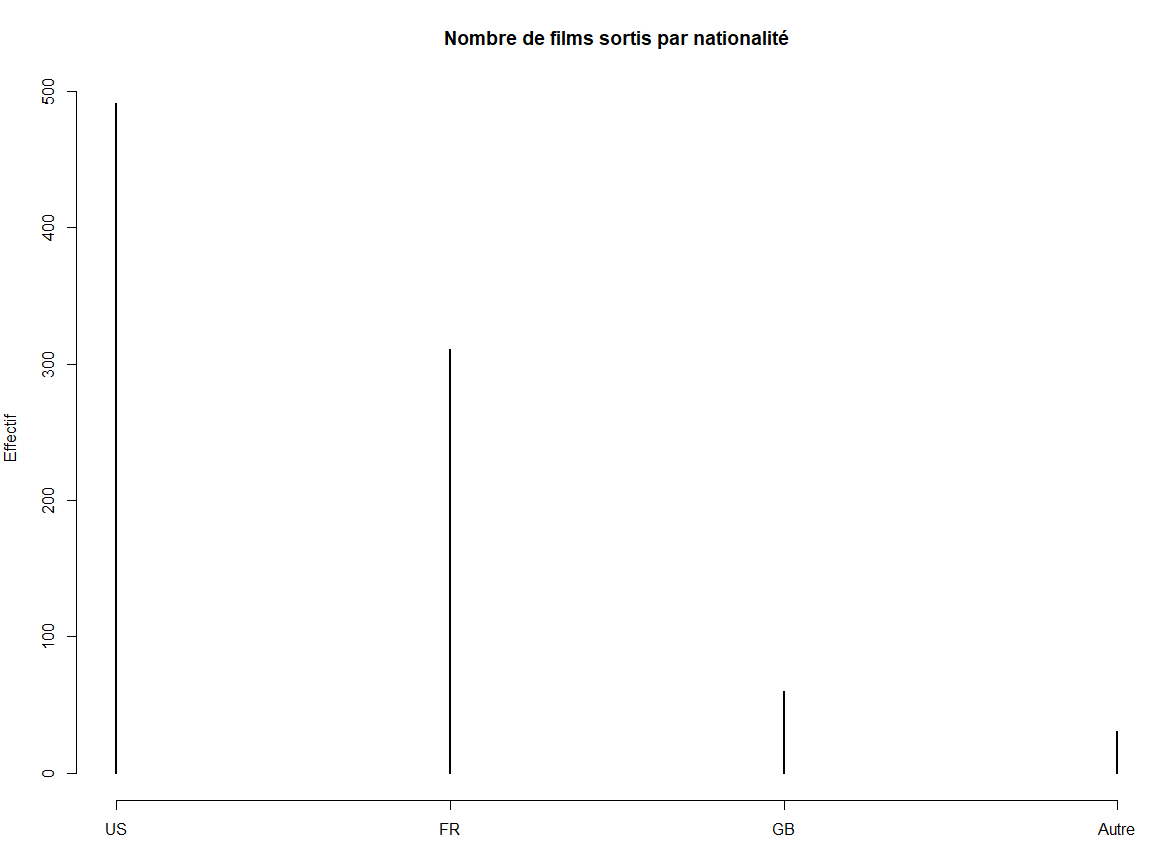 Nombre de films sortis par nationalité
500
400
300
200
100
0
Effectif
US
FR
GB
Autre